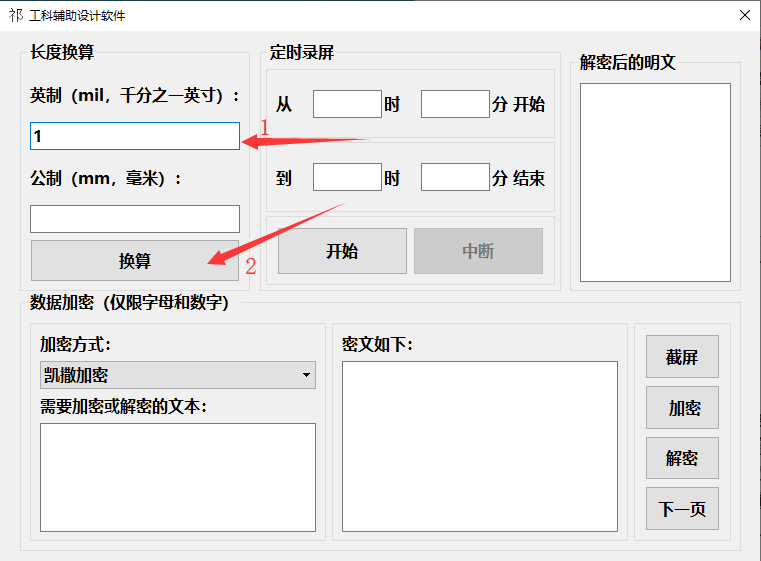 祁 工科辅助设计软件
长度换算
英制（mil，千分之一英寸）：
1
1
公制（mm，毫米）：
换算
2
定时录屏
从 时 分 开始
到 时 分 结束
开始 中断
解密后的明文
数据加密（仅限字母和数字）
加密方式：
凯撒加密
需要加密或解密的文本：
密文如下：
截屏
加密
解密
下一页